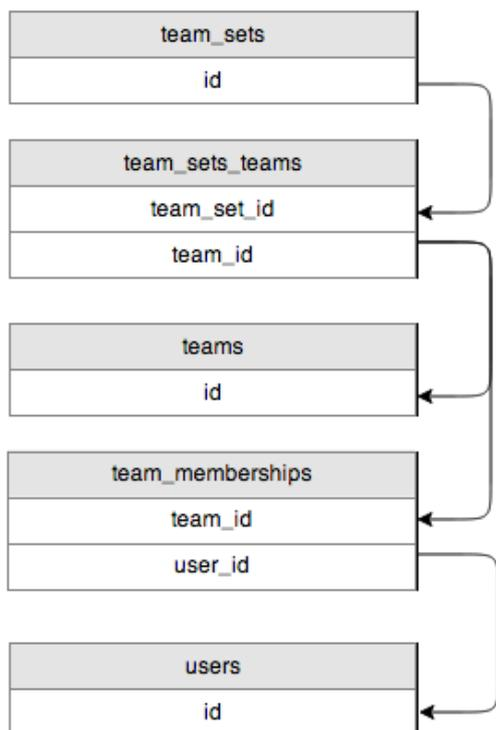 team_sets
id
team_sets_teams
team_set_id
team_id
teams
id
team_memberships
team_id
user_id
users
id